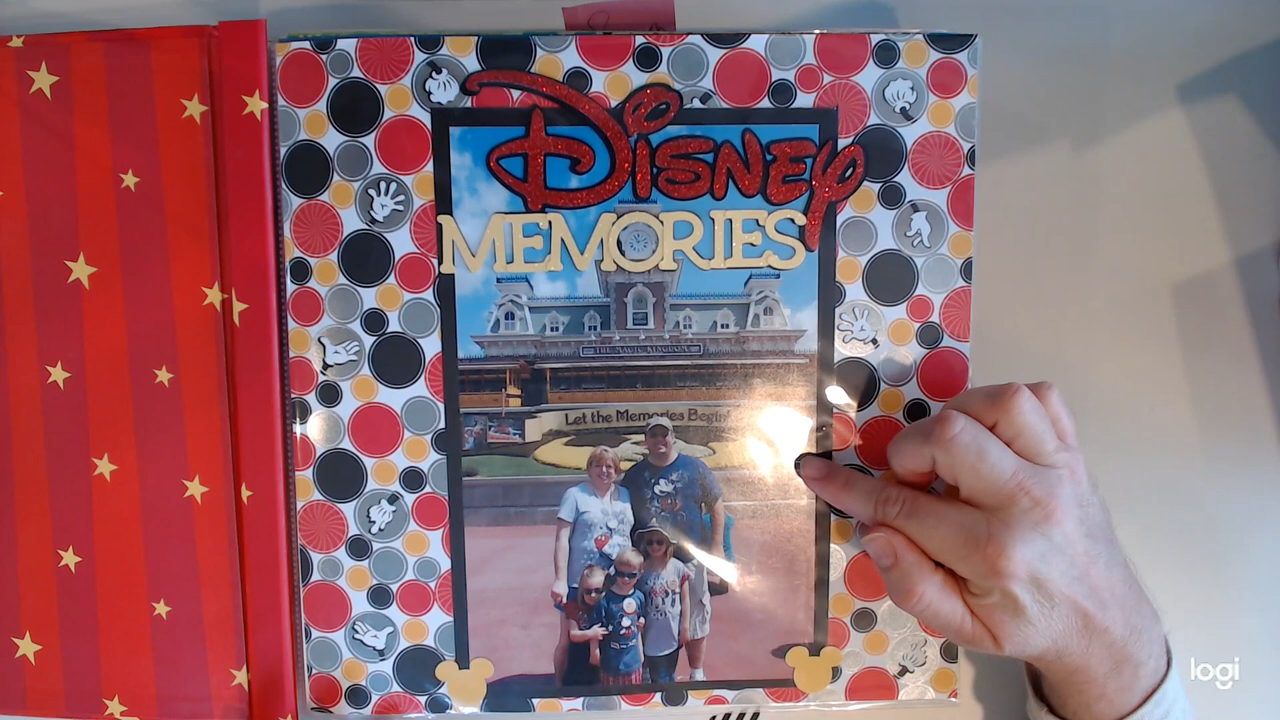 Disney
MEMORIES
THE MAGIC KINGDOM
Let the Memories Begin!
logi